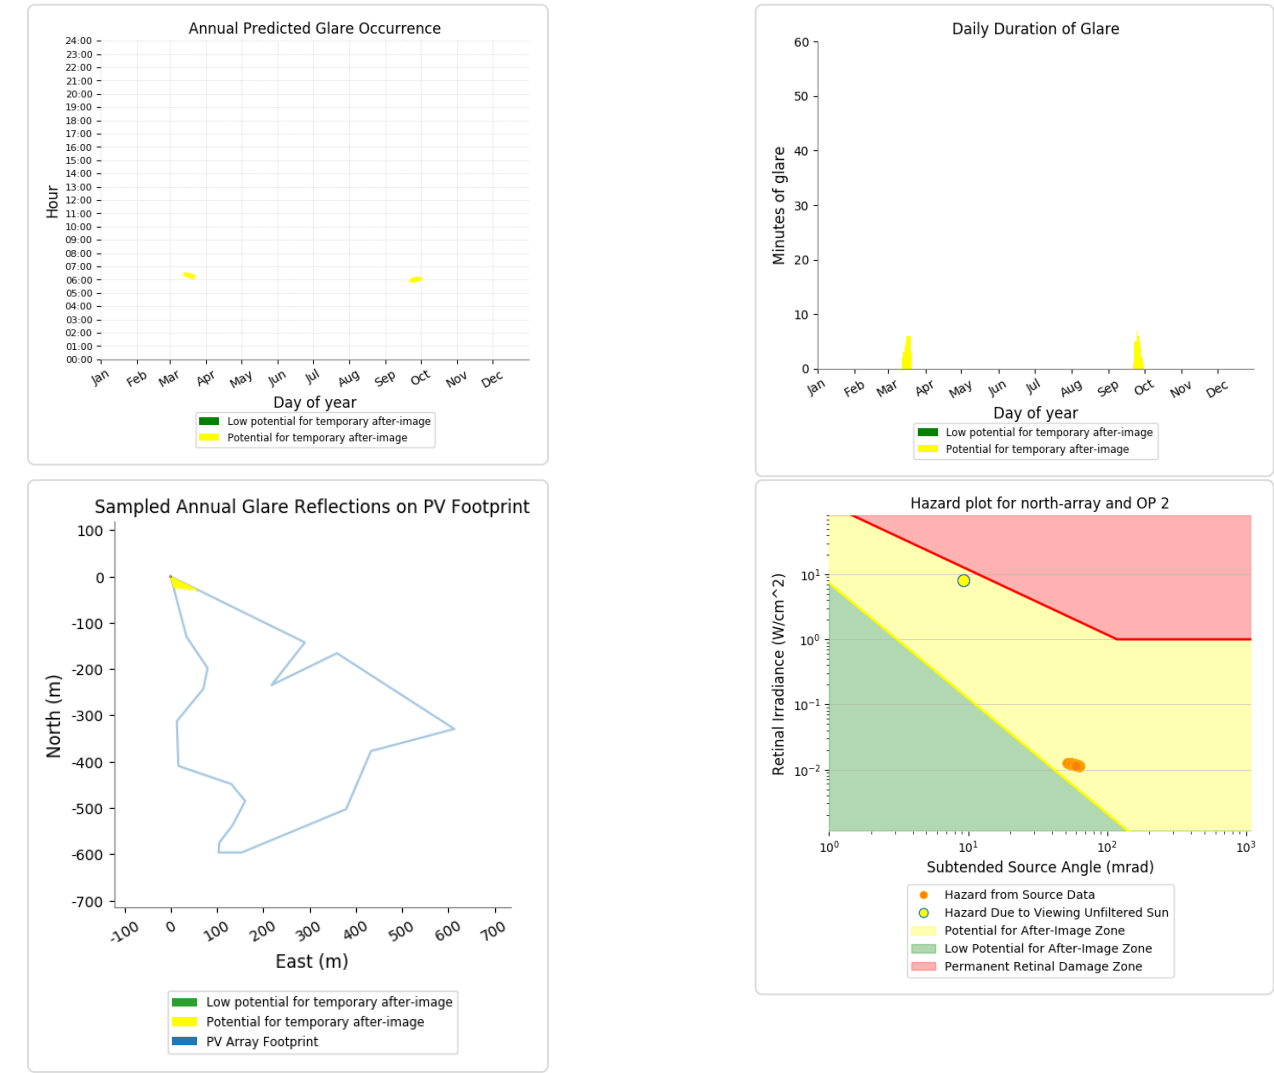 Annual Predicted Glare Occurrence
24:00
23:00
22:00
21:00
20:00
19:00
18:00
17:00
16:00
15:00
14:00
13:00
12:00
11:00
10:00
09:00
08:00
07:00
06:00
05:00
04:00
03:00
02:00
01:00
00:00
Hour
Jan Feb Mar Apr May Jun Jul Aug Sep Oct Nov Dec
Day of year
Low potential for temporary after-image
Potential for temporary after-image
Daily Duration of Glare
60
50
40
30
20
10
0
Minutes of glare
Jan Feb Mar Apr May Jun Jul Aug Sep Oct Nov Dec
Day of year
Low potential for temporary after-image
Potential for temporary after-image
Sampled Annual Glare Reflections on PV Footprint
100
0
-100
-200
-300
-400
-500
-600
-700
North (m)
-100 0 100 200 300 400 500 600 700
East (m)
Low potential for temporary after-image
Potential for temporary after-image
PV Array Footprint
Hazard plot for north-array and OP 2
10^1
10^0
10^-1
10^-2
Retinal Irradiance (W/cm^2)
10^0 10^1 10^2 10^3
Subtended Source Angle (mrad)
Hazard from Source Data
Hazard Due to Viewing Unfiltered Sun
Potential for After-Image Zone
Low Potential for After-Image Zone
Permanent Retinal Damage Zone